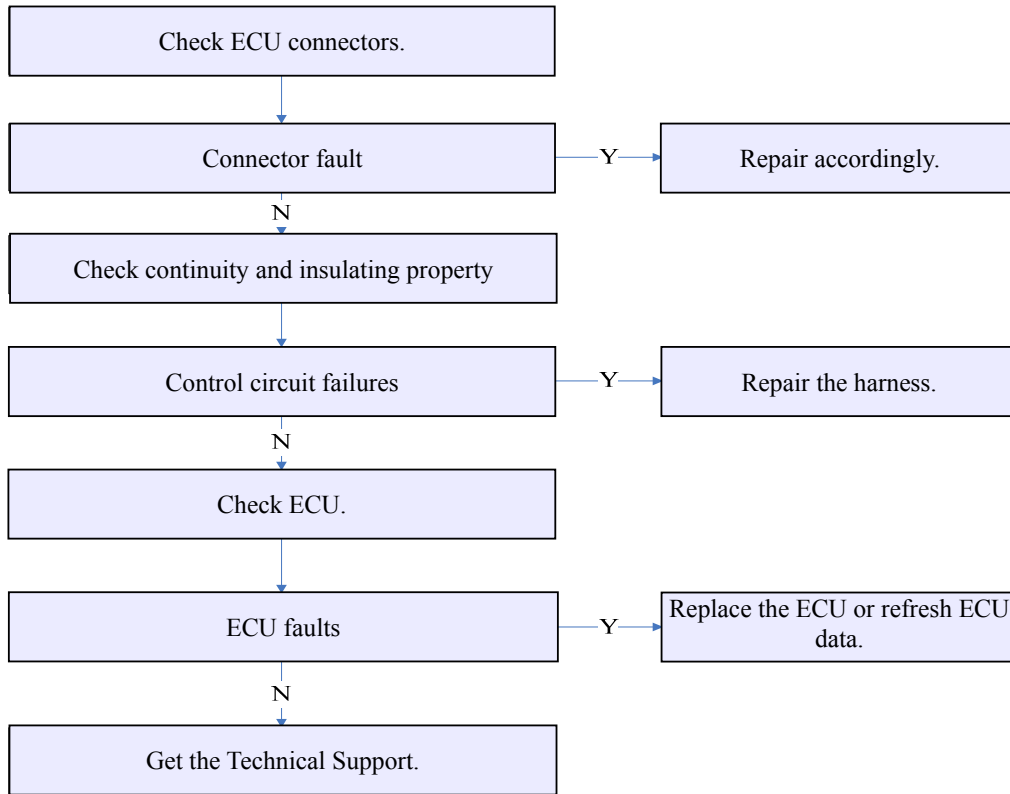 Check ECU connectors.
Connector fault
Y
Repair accordingly.
N
Check continuity and insulating property
Control circuit failures
Y
Repair the harness.
N
Check ECU.
ECU faults
Y
Replace the ECU or refresh ECU
data.
N
Get the Technical Support.